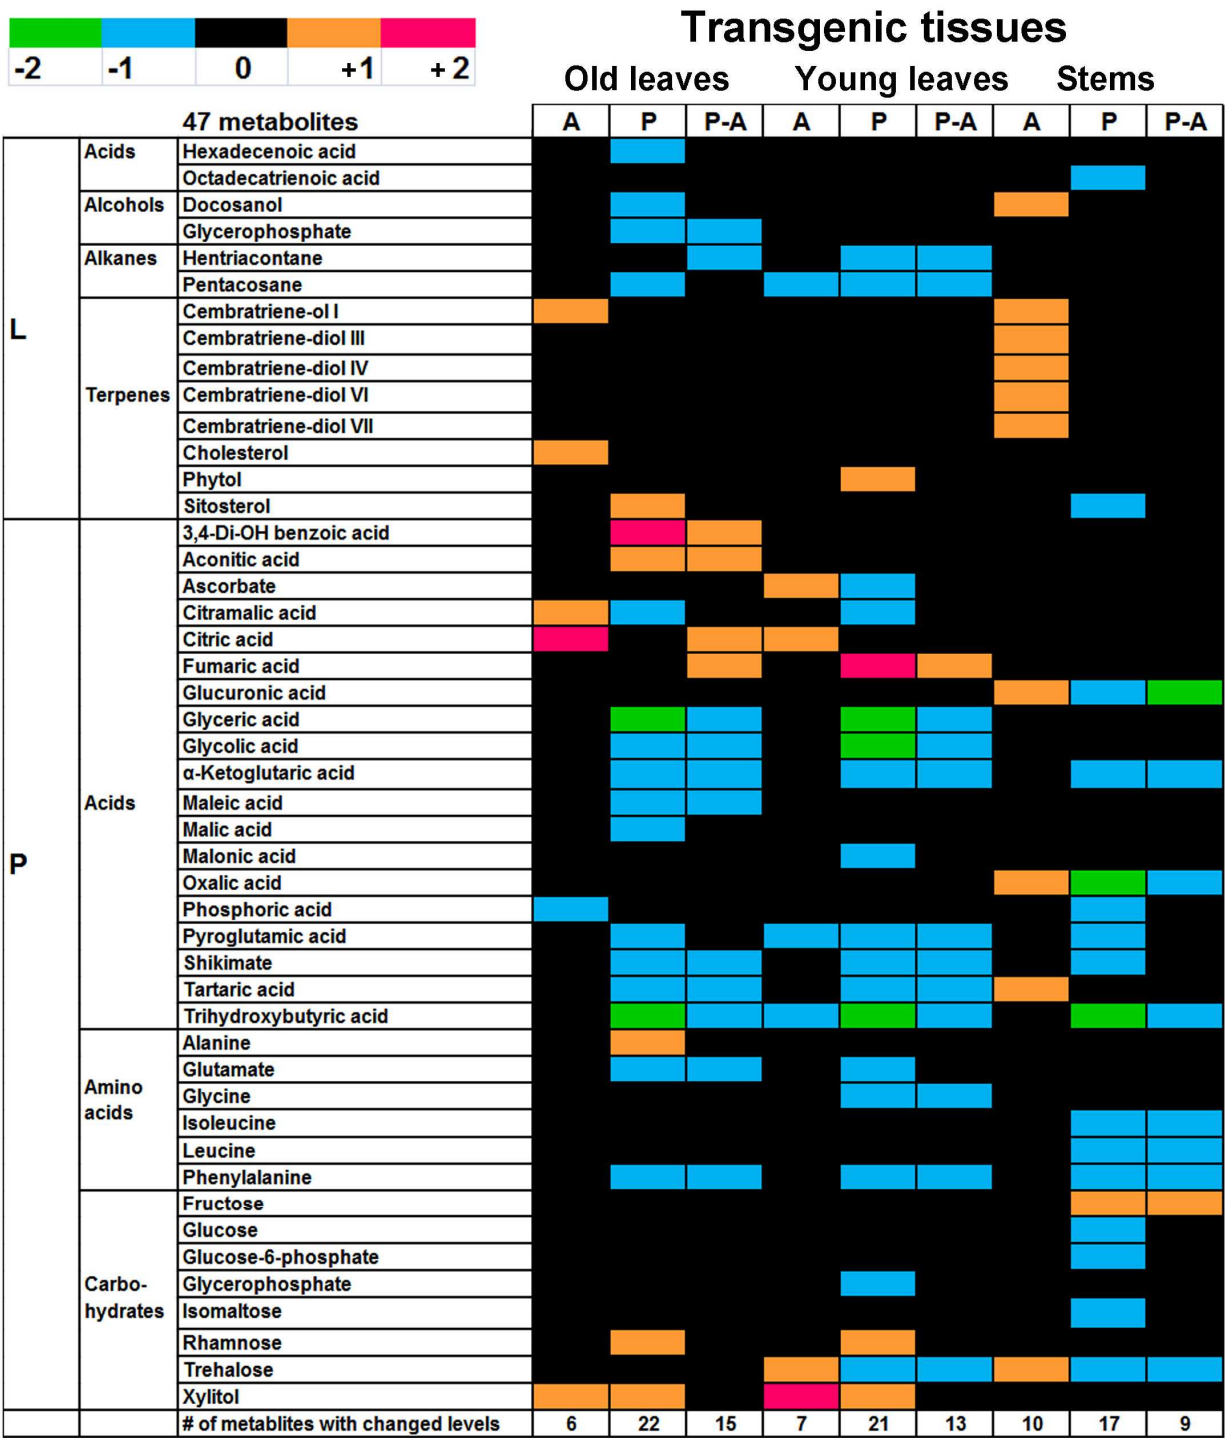 Transgenic tissues
-2 -1 0 +1 + 2
Old leaves Young leaves Stems
47 metabolites A P P-A A P P-A A P P-A
L
Acids Hexadecenoic acid
Octadecatrienoic acid
Alcohols Docosanol
Glycerophosphate
Alkanes Hentriacontane
Pentacosane
Terpenes
Cembratriene-ol I
Cembratriene-diol III
Cembratriene-diol IV
Cembratriene-diol VI
Cembratriene-diol VII
Cholesterol
Phytol
Sitosterol
P
Acids
3,4-Di-OH benzoic acid
Aconitic acid
Ascorbate
Citramalic acid
Citric acid
Fumaric acid
Glucuronic acid
Glyceric acid
Glycolic acid
α-Ketoglutaric acid
Maleic acid
Malic acid
Malonic acid
Oxalic acid
Phosphoric acid
Pyroglutamic acid
Shikimate
Tartaric acid
Trihydroxybutyric acid
Amino
acids
Alanine
Glutamate
Glycine
Isoleucine
Leucine
Phenylalanine
Carbo-
hydrates
Fructose
Glucose
Glucose-6-phosphate
Glycerophosphate
Isomaltose
Rhamnose
Trehalose
Xylitol
# of metablites with changed levels 6 22 15 7 21 13 10 17 9